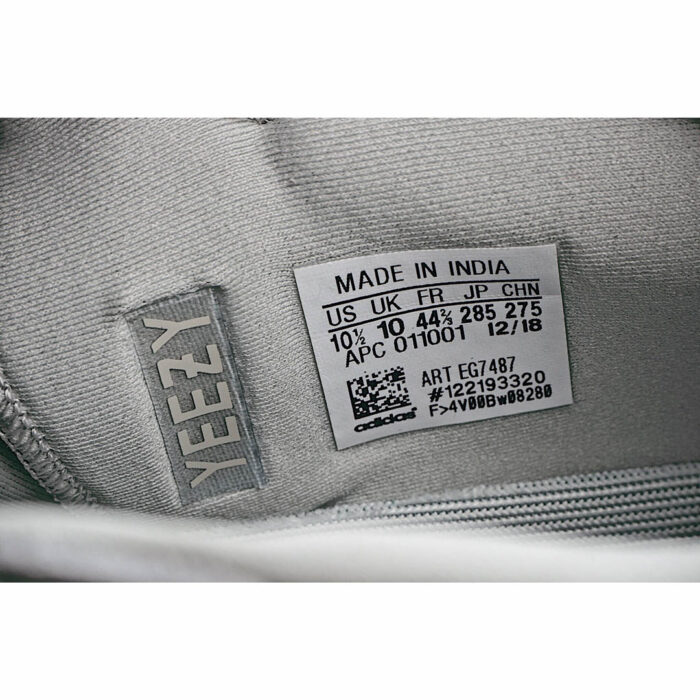 YEEZY
MADE IN INDIA
US UK FR JP CHN
10½ 10 44⅔ 285 275
APC 011001 12/18
ART EG7487
#122193320
F>4V00Bw08280
adidas